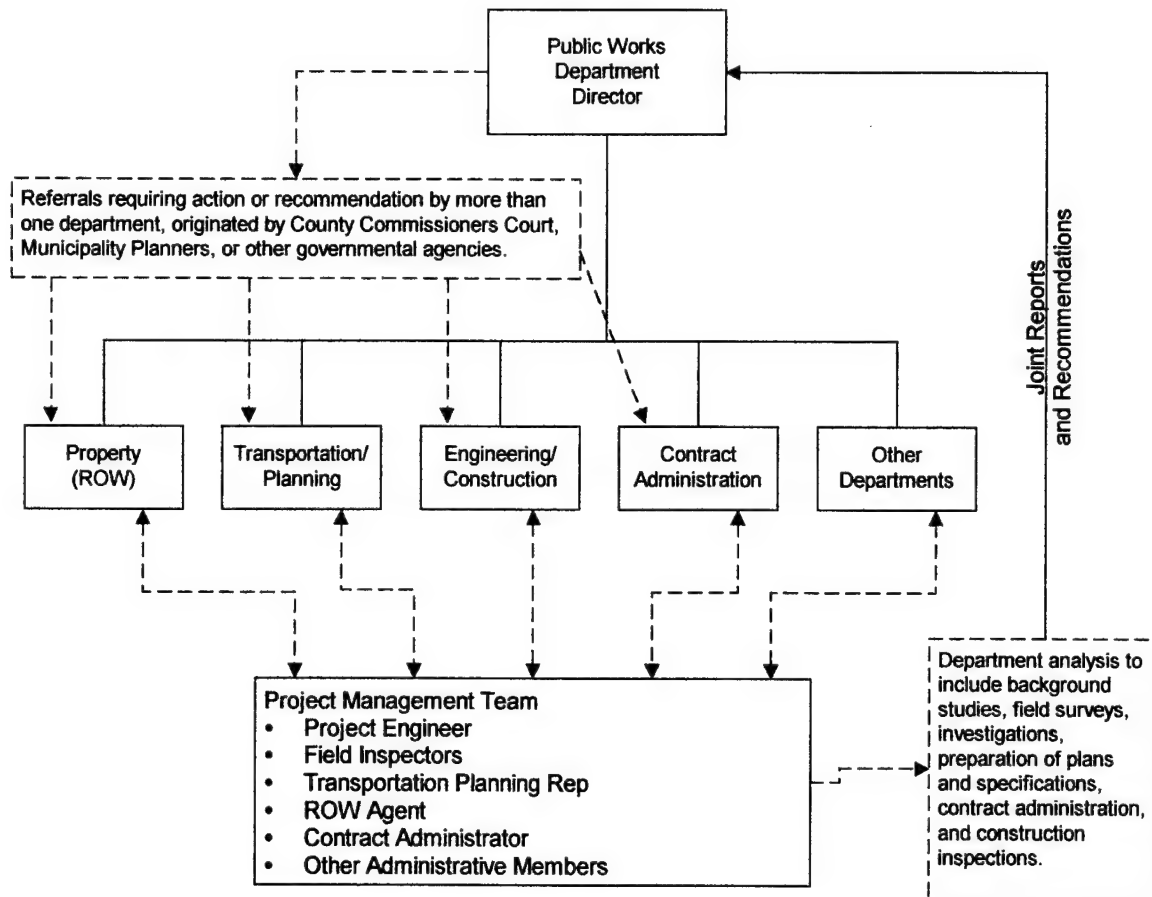 Public Works
Department
Director
Referrals requiring action or recommendation by more than
one department, originated by County Commissioners Court,
Municipality Planners, or other governmental agencies.
Joint Reports
and Recommendations
Property
(ROW)
Transportation/
Planning
Engineering/
Construction
Contract
Administration
Other
Departments
Project Management Team
• Project Engineer
• Field Inspectors
• Transportation Planning Rep
• ROW Agent
• Contract Administrator
• Other Administrative Members
Department analysis to
include background
studies, field surveys,
investigations,
preparation of plans
and specifications,
contract administration,
and construction
inspections.